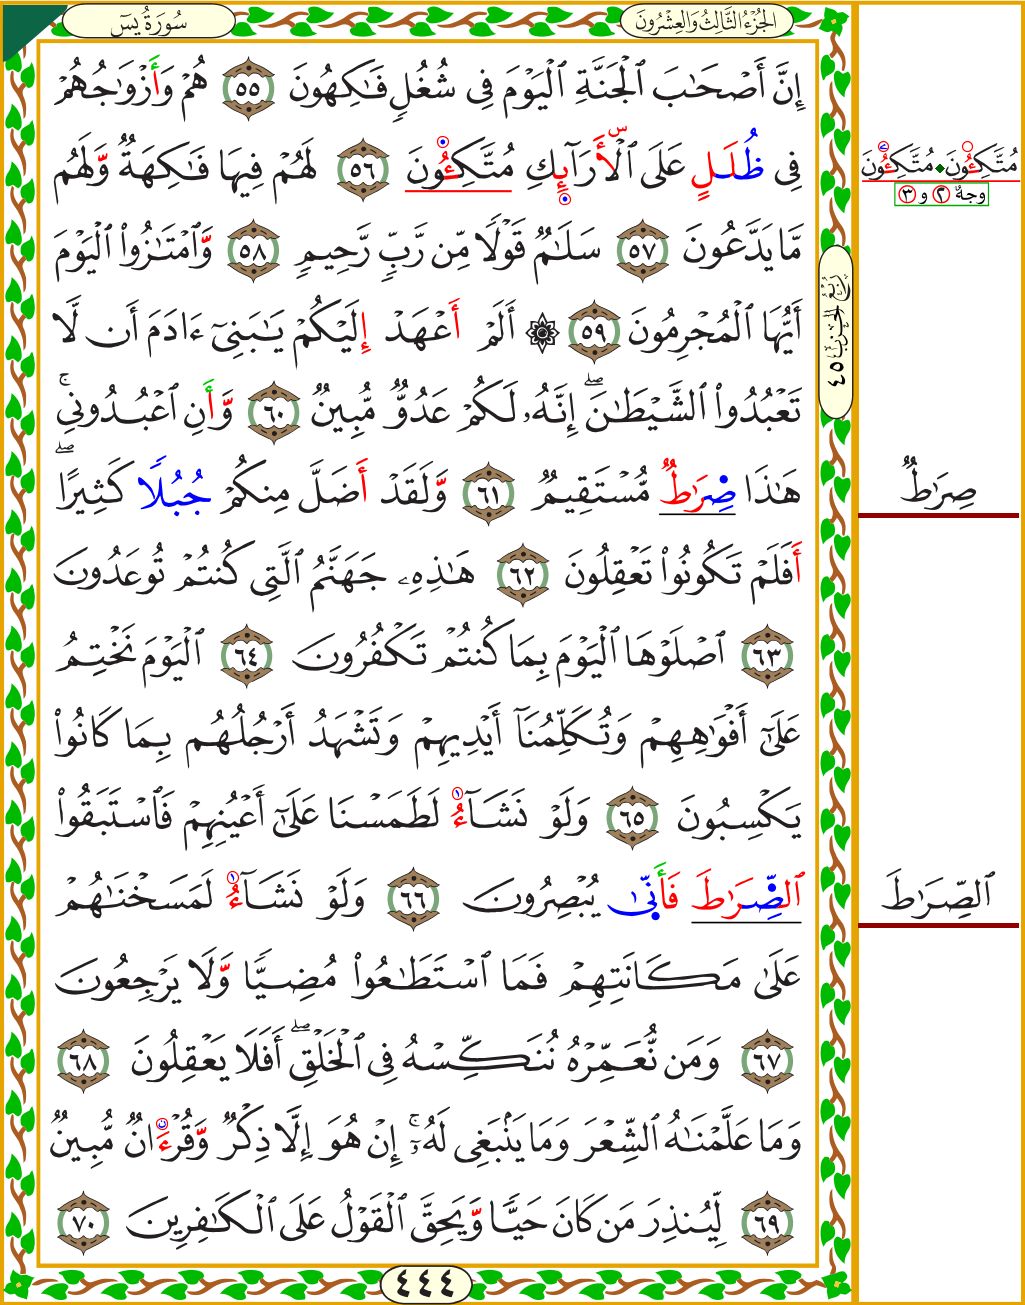 الجُزْءُ الثَّالِثُ وَالعِشْرُونَ
سُورَةُ يسٓ
إِنَّ أَصْحَٰبَ ٱلْجَنَّةِ ٱلْيَوْمَ فِى شُغُلٍ فَٰكِهُونَ ٥٥ هُمْ وَأَزْوَٰجُهُمْ
فِى ظُلَلٍ عَلَى ٱلْأَرَآئِكِ مُتَّكِـُٔونَ ٥٦ لَهُمْ فِيهَا فَٰكِهَةٌ وَّلَهُم
مَّا يَدَّعُونَ ٥٧ سَلَٰمٌ قَوْلًا مِّن رَّبٍّ رَّحِيمٍ ٥٨ وَّٱمْتَٰزُوا۟ ٱلْيَوْمَ
أَيُّهَا ٱلْمُجْرِمُونَ ٥٩ ۞ أَلَمْ أَعْهَدْ إِلَيْكُمْ يَٰبَنِىٓ ءَادَمَ أَن لَّا
تَعْبُدُوا۟ ٱلشَّيْطَٰنَ ۖ إِنَّهُۥ لَكُمْ عَدُوٌّ مُّبِينٌ ٦٠ وَّأَنِ ٱعْبُدُونِى ۚ
هَٰذَا صِرَٰطٌ مُّسْتَقِيمٌ ٦١ وَّلَقَدْ أَضَلَّ مِنكُمْ جُبُلًا كَثِيرًا ۖ
أَفَلَمْ تَكُونُوا۟ تَعْقِلُونَ ٦٢ هَٰذِهِۦ جَهَنَّمُ ٱلَّتِى كُنتُمْ تُوعَدُونَ
٦٣ ٱصْلَوْهَا ٱلْيَوْمَ بِمَا كُنتُمْ تَكْفُرُونَ ٦٤ ٱلْيَوْمَ نَخْتِمُ
عَلَىٰٓ أَفْوَٰهِهِمْ وَتُكَلِّمُنَآ أَيْدِيهِمْ وَتَشْهَدُ أَرْجُلُهُم بِمَا كَانُوا۟
يَكْسِبُونَ ٦٥ وَلَوْ نَشَآءُ لَطَمَسْنَا عَلَىٰٓ أَعْيُنِهِمْ فَٱسْتَبَقُوا۟
ٱلصِّرَٰطَ فَأَنَّىٰ يُبْصِرُونَ ٦٦ وَلَوْ نَشَآءُ لَمَسَخْنَٰهُمْ
عَلَىٰ مَكَانَتِهِمْ فَمَا ٱسْتَطَٰعُوا۟ مُضِيًّا وَّلَا يَرْجِعُونَ
٦٧ وَمَن نُّعَمِّرْهُ نُنَكِّسْهُ فِى ٱلْخَلْقِ ۖ أَفَلَا يَعْقِلُونَ ٦٨
وَمَا عَلَّمْنَٰهُ ٱلشِّعْرَ وَمَا يَنۢبَغِى لَهُۥٓ ۚ إِنْ هُوَ إِلَّا ذِكْرٌ وَّقُرْءَانٌ مُّبِينٌ
٦٩ لِّيُنذِرَ مَن كَانَ حَيًّا وَّيَحِقَّ ٱلْقَوْلُ عَلَى ٱلْكَٰفِرِينَ ٧٠
٤٤٤
مُتَّكِـُٔونَ ۰ مُتَّكِـُٔونَ
وجهُ ٢ و ٣
رُبْعُ الحِزْبِ ٤٥
صِرَٰطٌ
ٱلصِّرَٰطَ